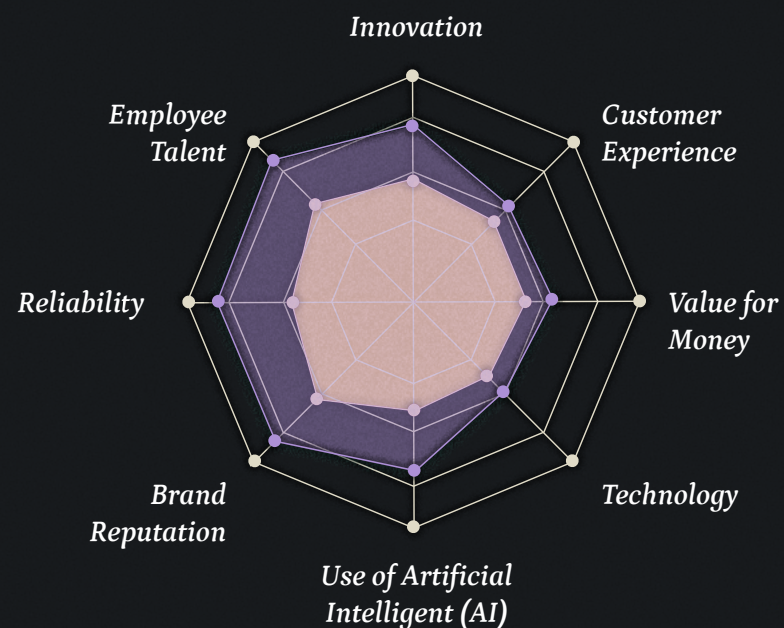 Innovation
Employee
Talent
Customer
Experience
Reliability
Value for
Money
Brand
Reputation
Technology
Use of Artificial
Intelligent (AI)